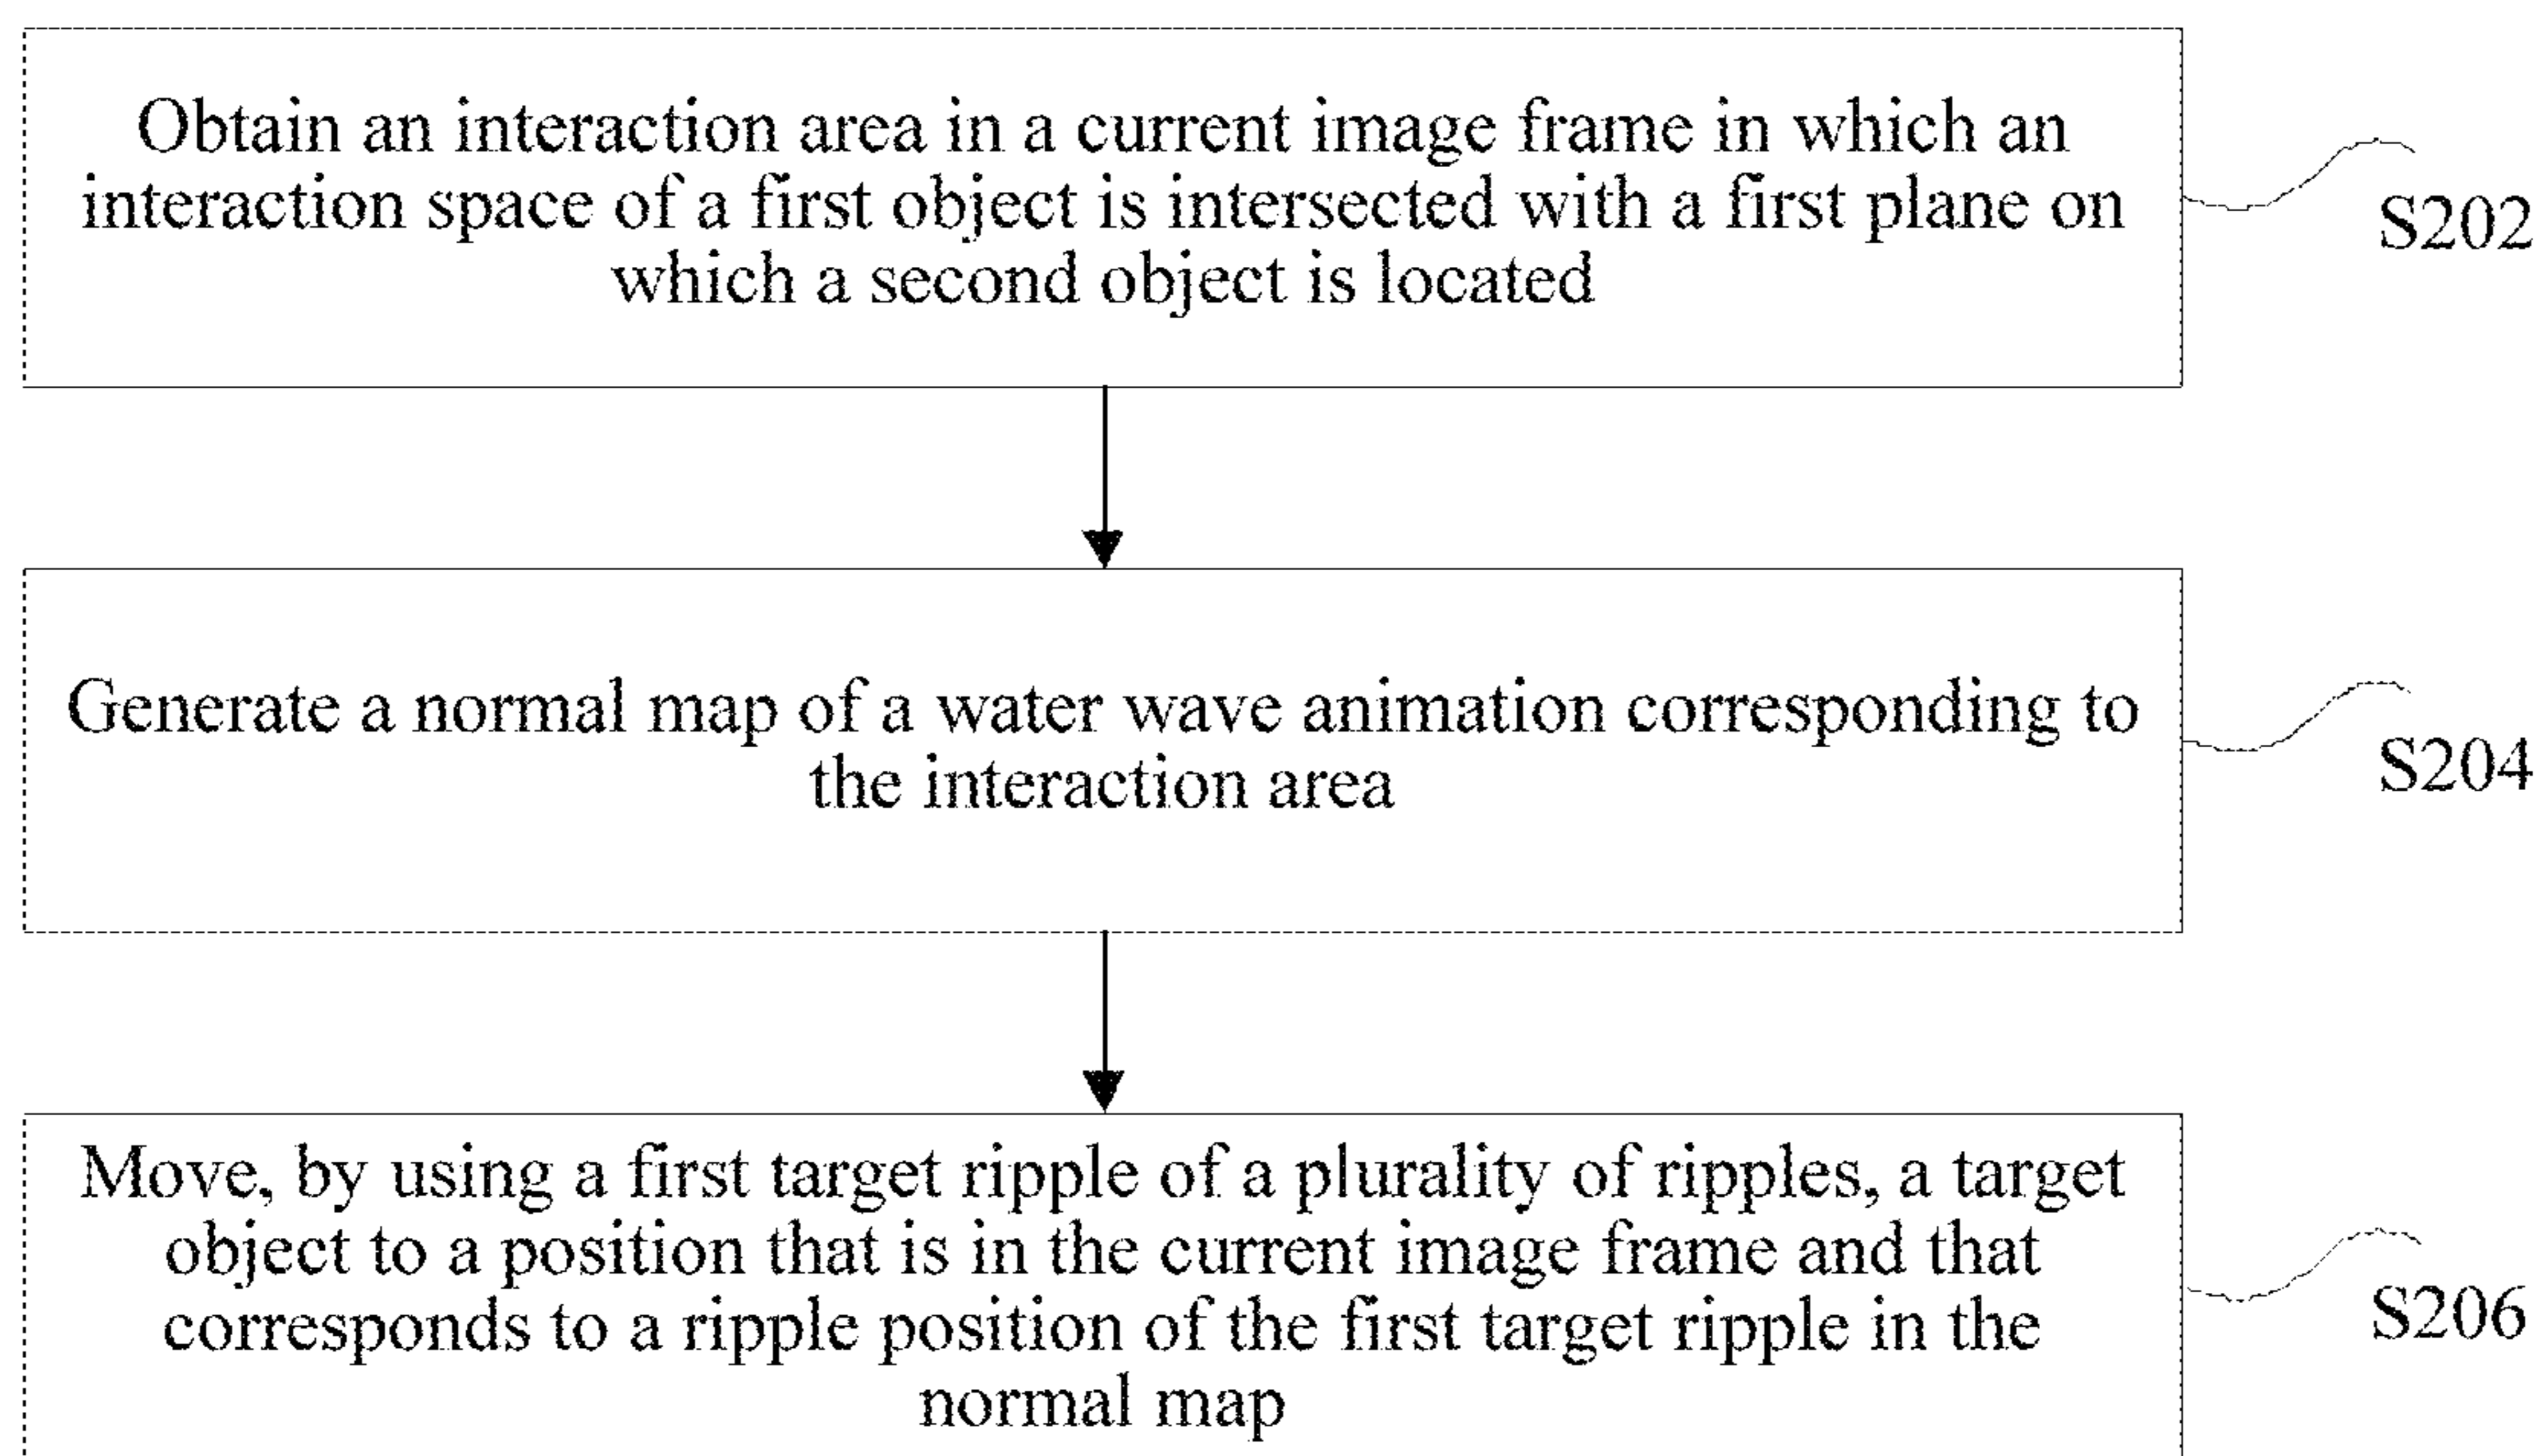 Obtain an interaction area in a current image frame in which an
interaction space of a first object is intersected with a first plane on
which a second object is located
S202
Generate a normal map of a water wave animation corresponding to
the interaction area
S204
Move, by using a first target ripple of a plurality of ripples, a target
object to a position that is in the current image frame and that
corresponds to a ripple position of the first target ripple in the
normal map
S206